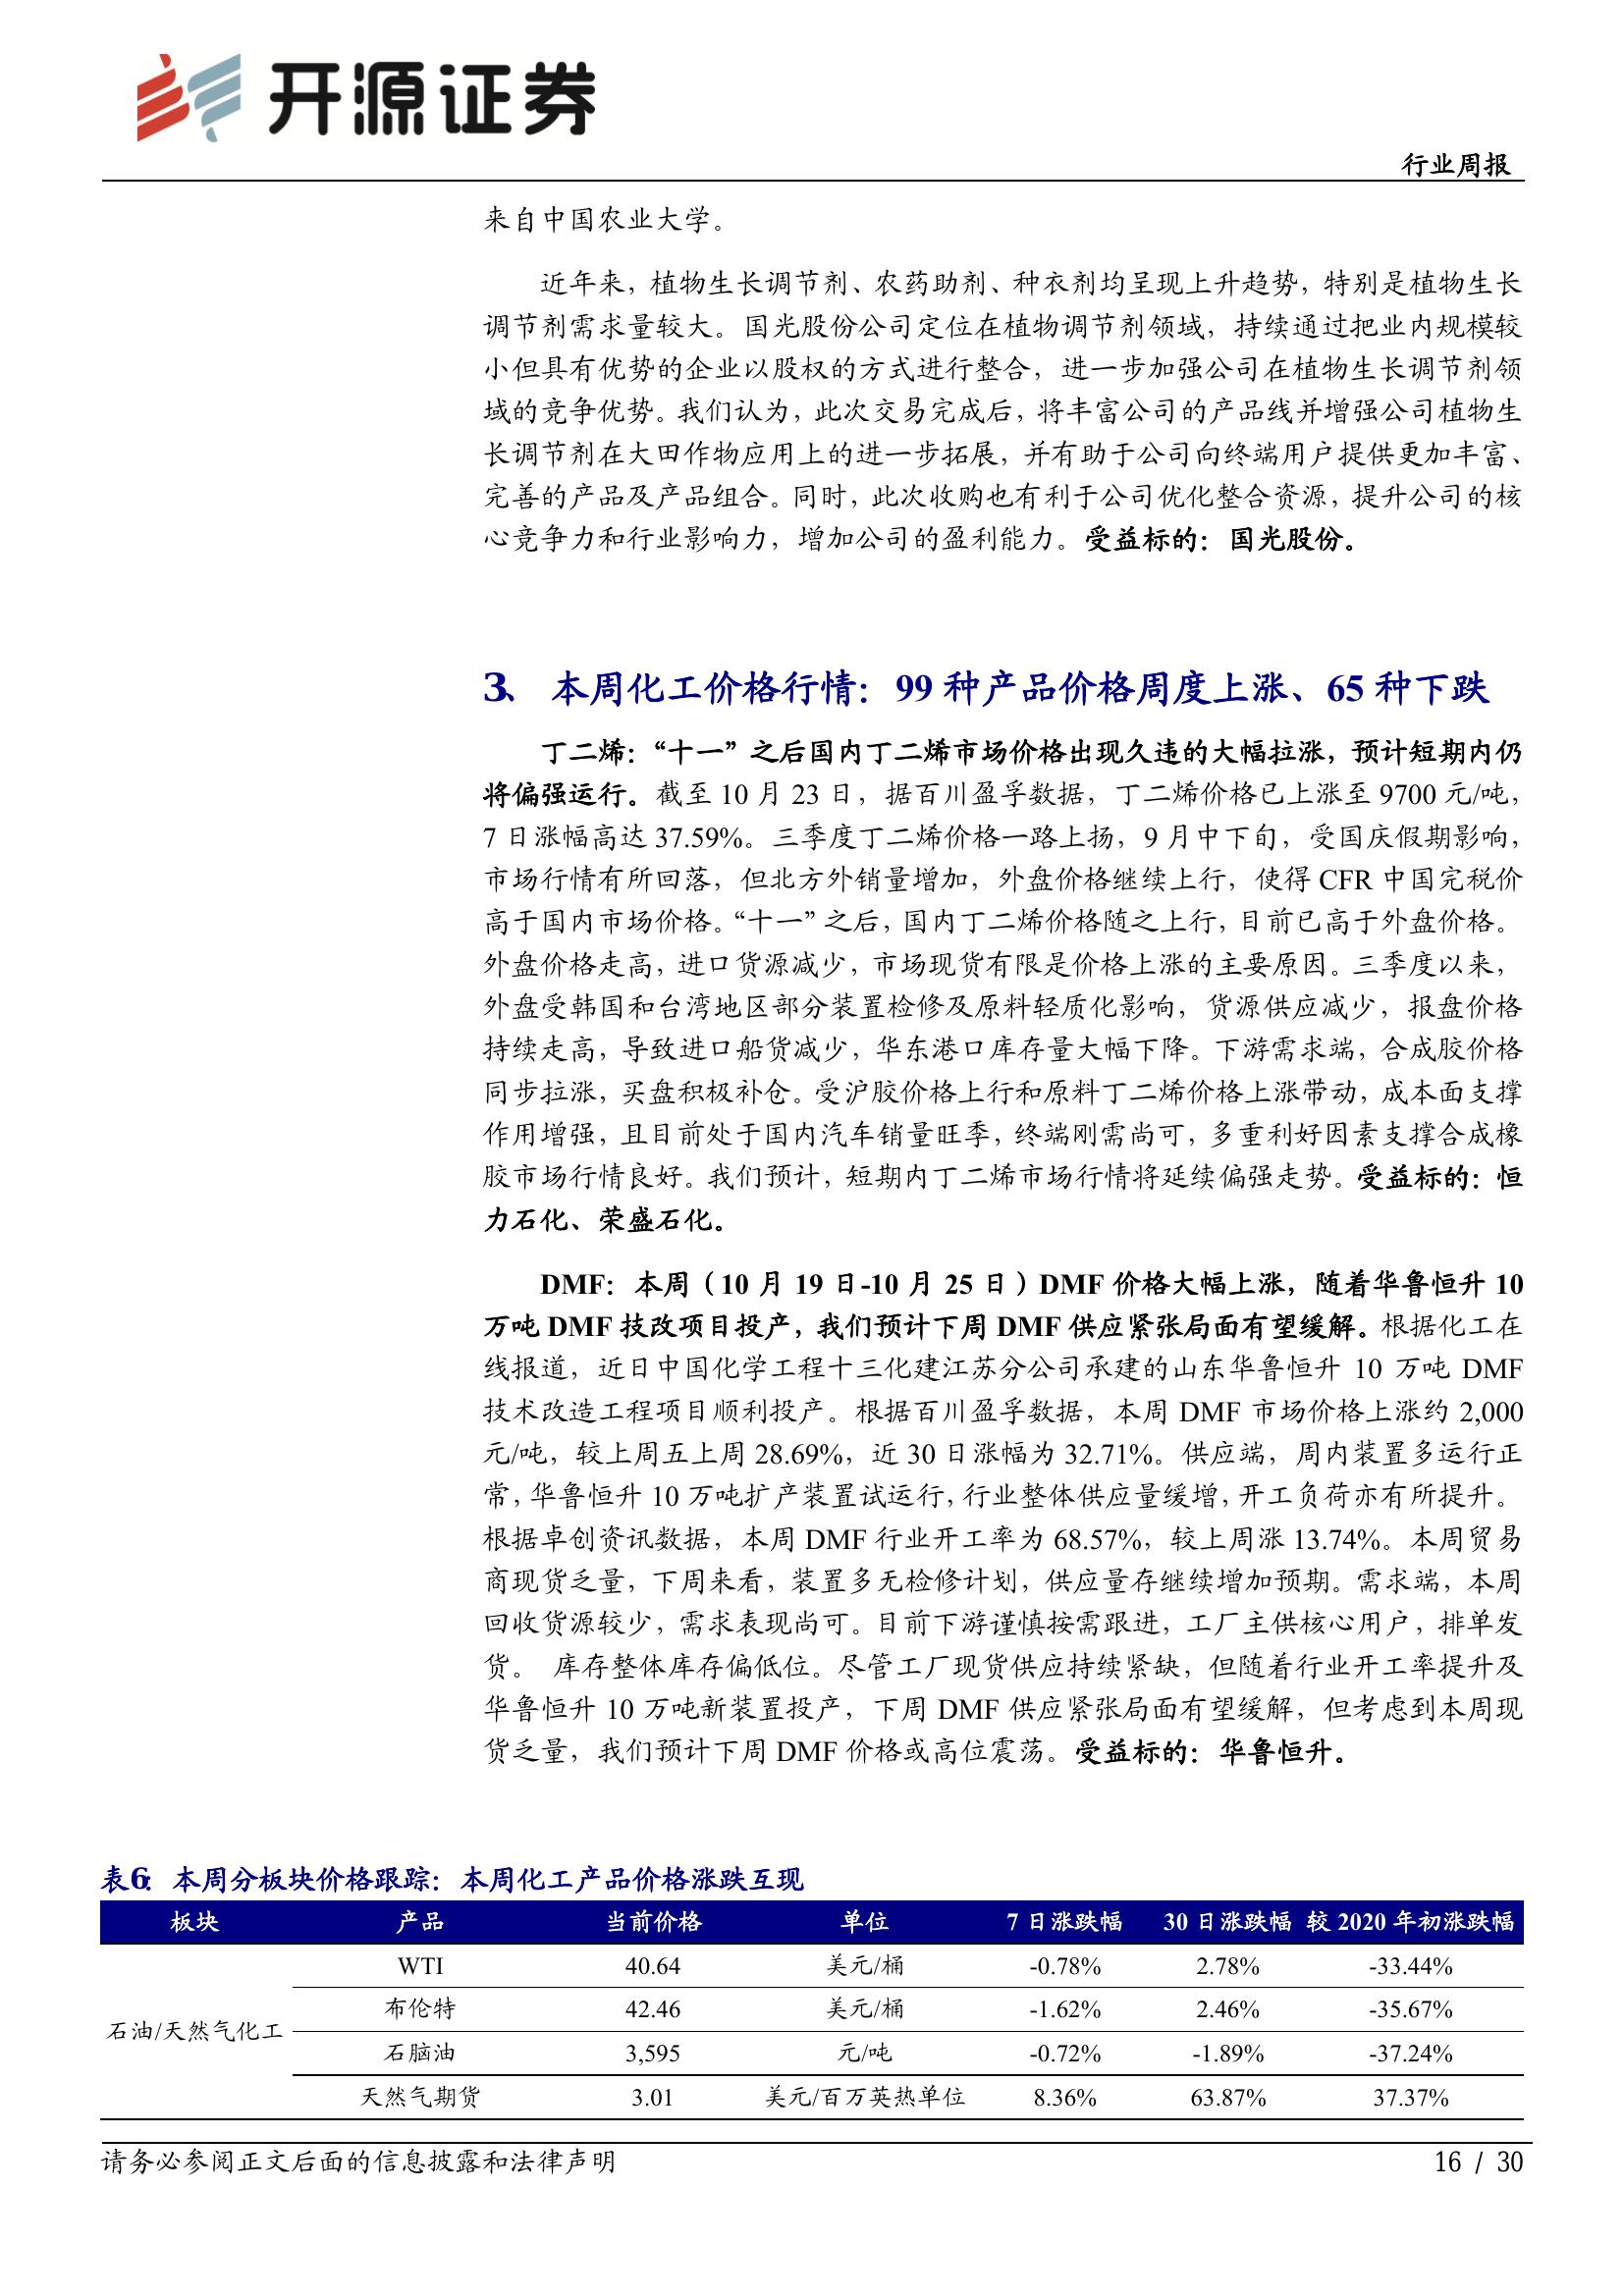 开源证券
行业周报
来自中国农业大学。
近年来，植物生长调节剂、农药助剂、种衣剂均呈现上升趋势，特别是植物生长
调节剂需求量较大。国光股份公司定位在植物调节剂领域，持续通过把业内规模较
小但具有优势的企业以股权的方式进行整合，进一步加强公司在植物生长调节剂领
域的竞争优势。我们认为，此次交易完成后，将丰富公司的产品线并增强公司植物生
长调节剂在大田作物应用上的进一步拓展，并有助于公司向终端用户提供更加丰富、
完善的产品及产品组合。同时，此次收购也有利于公司优化整合资源，提升公司的核
心竞争力和行业影响力，增加公司的盈利能力。受益标的：国光股份。
3、 本周化工价格行情：99 种产品价格周度上涨、65 种下跌
丁二烯：“十一”之后国内丁二烯市场价格出现久违的大幅拉涨，预计短期内仍
将偏强运行。截至 10 月 23 日，据百川盈孚数据，丁二烯价格已上涨至 9700 元/吨，
7 日涨幅高达 37.59%。三季度丁二烯价格一路上扬，9 月中下旬，受国庆假期影响，
市场行情有所回落，但北方外销量增加，外盘价格继续上行，使得 CFR 中国完税价
高于国内市场价格。“十一”之后，国内丁二烯价格随之上行，目前已高于外盘价格。
外盘价格走高，进口货源减少，市场现货有限是价格上涨的主要原因。三季度以来，
外盘受韩国和台湾地区部分装置检修及原料轻质化影响，货源供应减少，报盘价格
持续走高，导致进口船货减少，华东港口库存量大幅下降。下游需求端，合成胶价格
同步拉涨，买盘积极补仓。受沪胶价格上行和原料丁二烯价格上涨带动，成本面支撑
作用增强，且目前处于国内汽车销量旺季，终端刚需尚可，多重利好因素支撑合成橡
胶市场行情良好。我们预计，短期内丁二烯市场行情将延续偏强走势。受益标的：恒
力石化、荣盛石化。
DMF：本周（10 月 19 日-10 月 25 日）DMF 价格大幅上涨，随着华鲁恒升 10
万吨 DMF 技改项目投产，我们预计下周 DMF 供应紧张局面有望缓解。根据化工在
线报道，近日中国化学工程十三化建江苏分公司承建的山东华鲁恒升 10 万吨 DMF
技术改造工程项目顺利投产。根据百川盈孚数据，本周 DMF 市场价格上涨约 2,000
元/吨，较上周五上周 28.69%，近 30 日涨幅为 32.71%。供应端，周内装置多运行正
常，华鲁恒升 10 万吨扩产装置试运行，行业整体供应量缓增，开工负荷亦有所提升。
根据卓创资讯数据，本周 DMF 行业开工率为 68.57%，较上周涨 13.74%。本周贸易
商现货乏量，下周来看，装置多无检修计划，供应量存继续增加预期。需求端，本周
回收货源较少，需求表现尚可。目前下游谨慎按需跟进，工厂主供核心用户，排单发
货。 库存整体库存偏低位。尽管工厂现货供应持续紧缺，但随着行业开工率提升及
华鲁恒升 10 万吨新装置投产，下周 DMF 供应紧张局面有望缓解，但考虑到本周现
货乏量，我们预计下周 DMF 价格或高位震荡。受益标的：华鲁恒升。
表6：本周分板块价格跟踪：本周化工产品价格涨跌互现
板块 产品 当前价格 单位 7 日涨跌幅 30 日涨跌幅 较 2020 年初涨跌幅
石油/天然气化工 WTI 40.64 美元/桶 -0.78% 2.78% -33.44%
布伦特 42.46 美元/桶 -1.62% 2.46% -35.67%
石脑油 3,595 元/吨 -0.72% -1.89% -37.24%
天然气期货 3.01 美元/百万英热单位 8.36% 63.87% 37.37%
请务必参阅正文后面的信息披露和法律声明 16 / 30